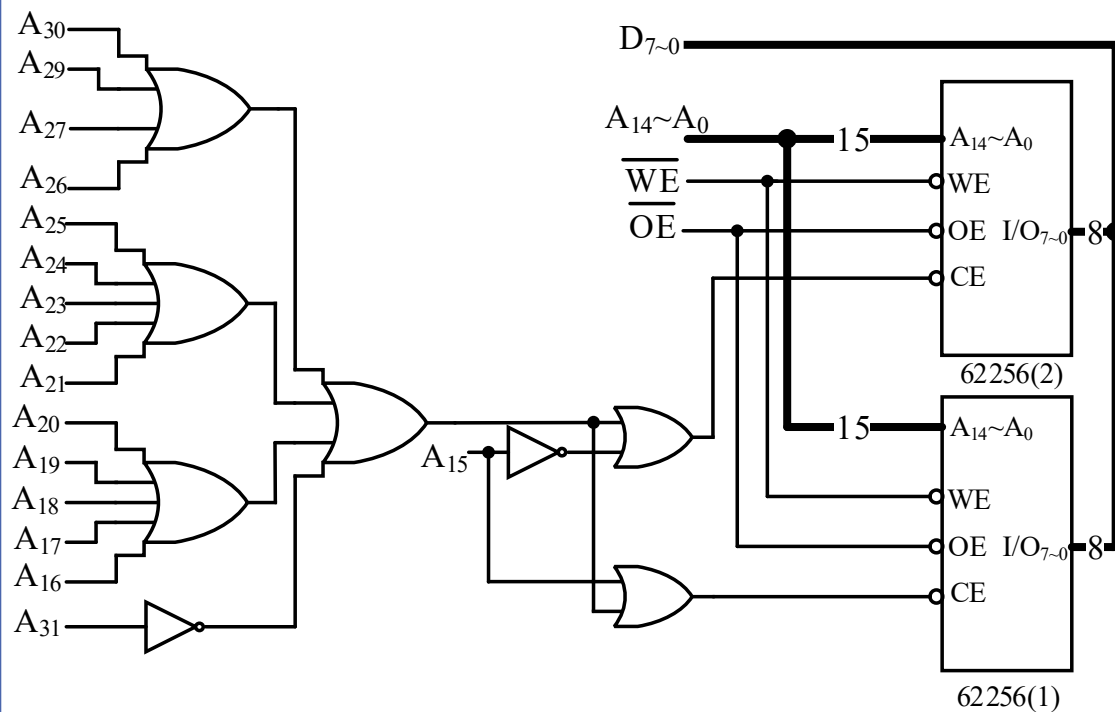 A₃₀
A₂₉
A₂₇
A₂₆
A₂₅
A₂₄
A₂₃
A₂₂
A₂₁
A₂₀
A₁₉
A₁₈
A₁₇
A₁₆
A₃₁
A₁₅
D₇~₀
A₁₄~A₀
W̅E̅
O̅E̅
15
A₁₄~A₀
WE
OE I/O₇~₀
8
CE
62256(2)
15
A₁₄~A₀
WE
OE I/O₇~₀
8
CE
62256(1)